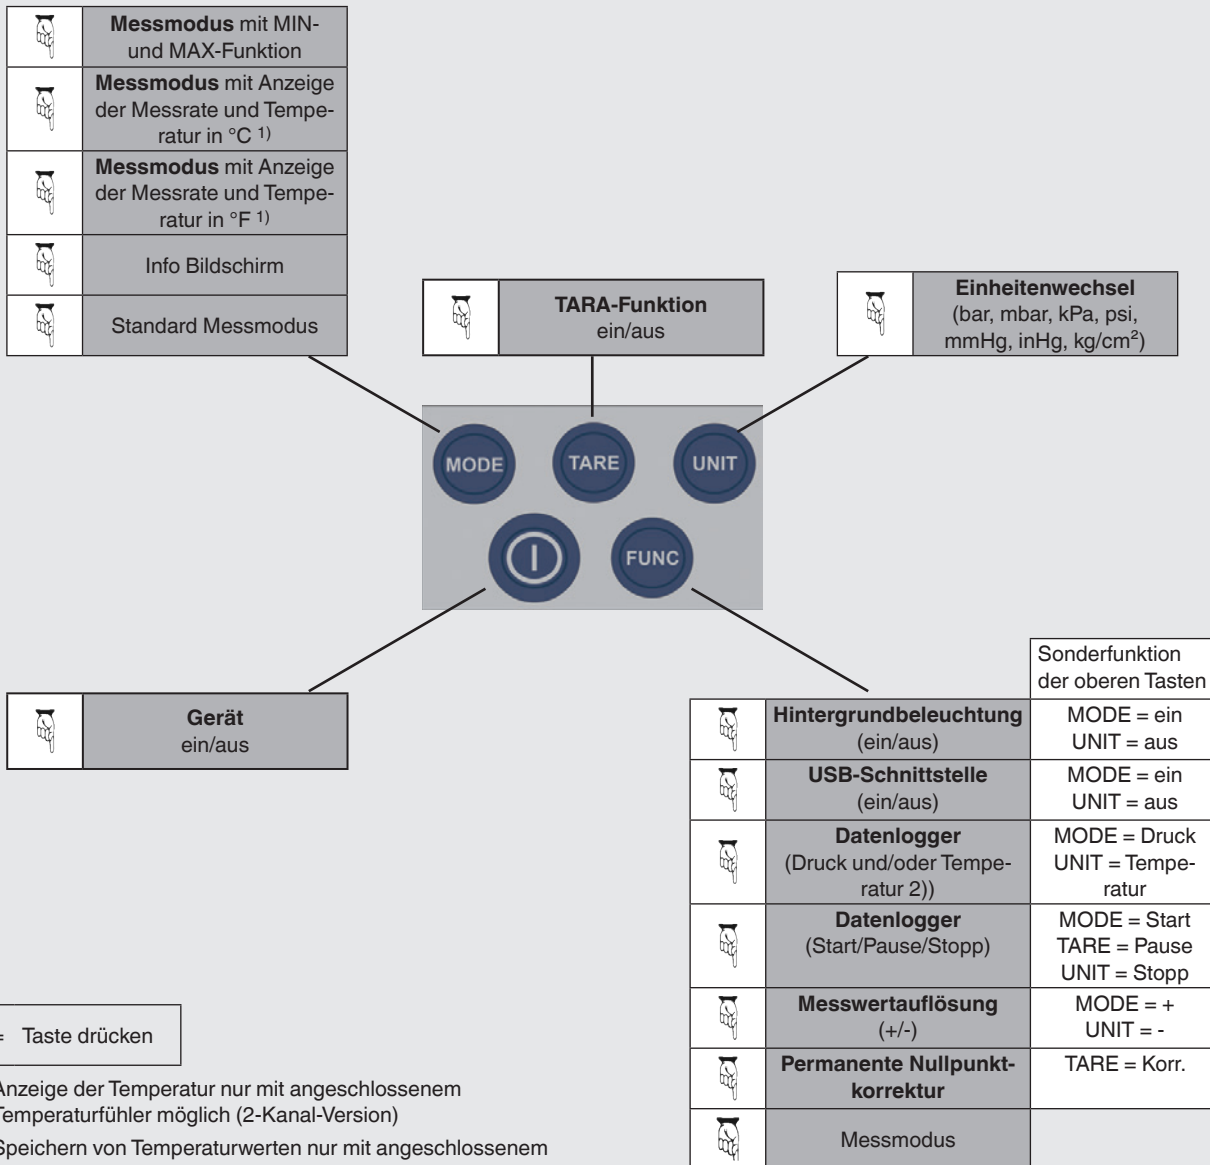 Messmodus mit MIN-
und MAX-Funktion
Messmodus mit Anzeige
der Messrate und Tempe-
ratur in °C 1)
Messmodus mit Anzeige
der Messrate und Tempe-
ratur in °F 1)
Info Bildschirm
Standard Messmodus
TARA-Funktion
ein/aus
Einheitenwechsel
(bar, mbar, kPa, psi,
mmHg, inHg, kg/cm²)
MODE
TARE
UNIT
FUNC
Gerät
ein/aus
Sonderfunktion
der oberen Tasten
Hintergrundbeleuchtung
(ein/aus)
MODE = ein
UNIT = aus
USB-Schnittstelle
(ein/aus)
MODE = ein
UNIT = aus
Datenlogger
(Druck und/oder Tempe-
ratur 2))
MODE = Druck
UNIT = Tempe-
ratur
Datenlogger
(Start/Pause/Stopp)
MODE = Start
TARE = Pause
UNIT = Stopp
Messwertauflösung
(+/-)
MODE = +
UNIT = -
Permanente Nullpunkt-
korrektur
TARE = Korr.
Messmodus
= Taste drücken
Anzeige der Temperatur nur mit angeschlossenem
Temperaturfühler möglich (2-Kanal-Version)
Speichern von Temperaturwerten nur mit angeschlossenem